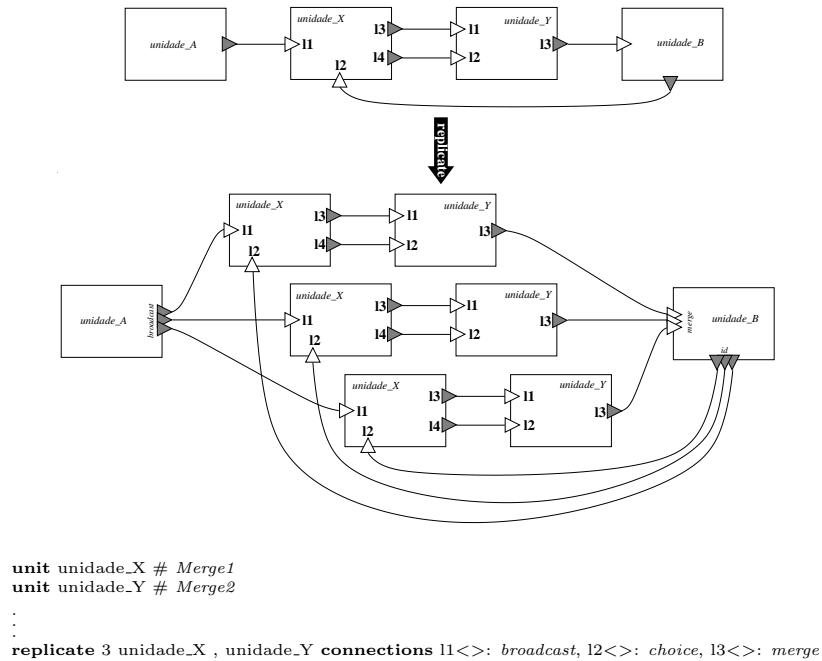 unidade_A
unidade_X
l1
l2
l3
l4
unidade_Y
l1
l2
l3
unidade_B
replicate
unidade_X
l1
l2
l3
l4
unidade_Y
l1
l2
l3
unidade_A
broadcast
unidade_X
l1
l2
l3
l4
unidade_Y
l1
l2
l3
merge
unidade_B
id
unidade_X
l1
l2
l3
l4
unidade_Y
l1
l2
l3
unit unidade_X # Merge1
unit unidade_Y # Merge2
.
.
.
replicate 3 unidade_X , unidade_Y connections l1<>: broadcast, l2<>: choice, l3<>: merge